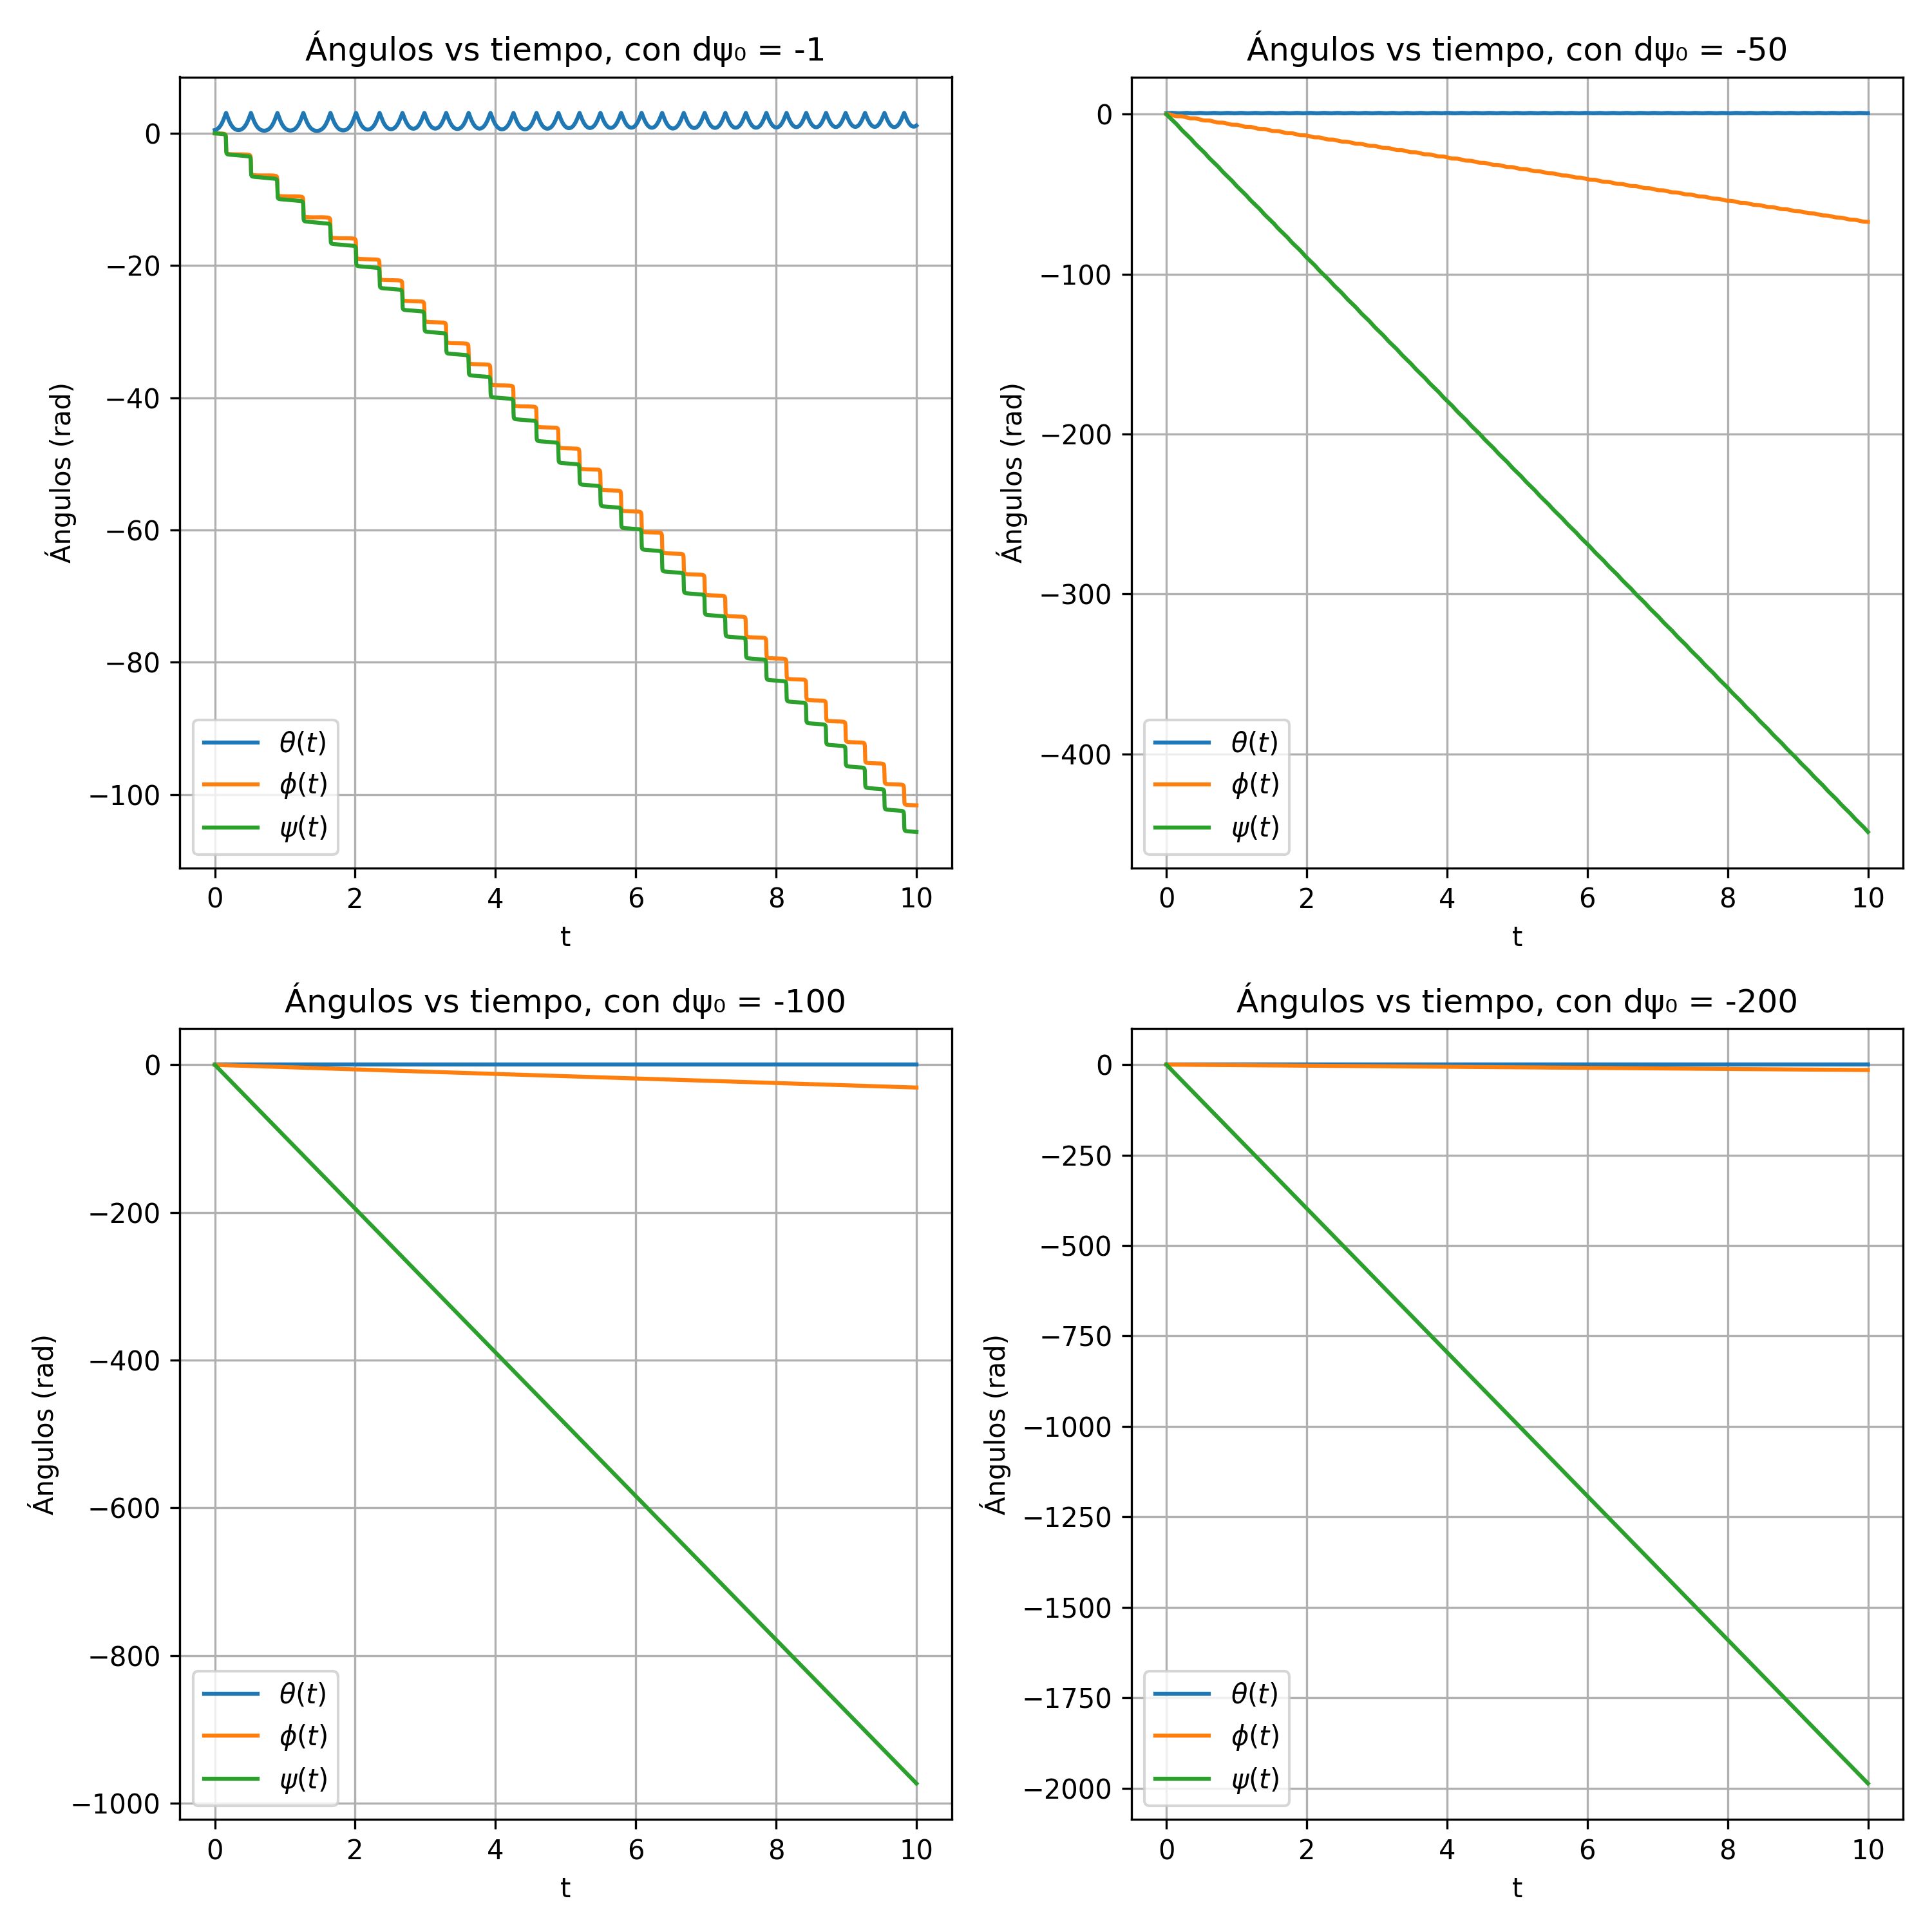 Ángulos vs tiempo, con dψ₀ = -1
Ángulos (rad)
0
−20
−40
−60
−80
−100
θ(t)
ϕ(t)
ψ(t)
0 2 4 6 8 10
t
Ángulos vs tiempo, con dψ₀ = -50
Ángulos (rad)
0
−100
−200
−300
−400
θ(t)
ϕ(t)
ψ(t)
0 2 4 6 8 10
t
Ángulos vs tiempo, con dψ₀ = -100
Ángulos (rad)
0
−200
−400
−600
−800
−1000
θ(t)
ϕ(t)
ψ(t)
0 2 4 6 8 10
t
Ángulos vs tiempo, con dψ₀ = -200
Ángulos (rad)
0
−250
−500
−750
−1000
−1250
−1500
−1750
−2000
θ(t)
ϕ(t)
ψ(t)
0 2 4 6 8 10
t